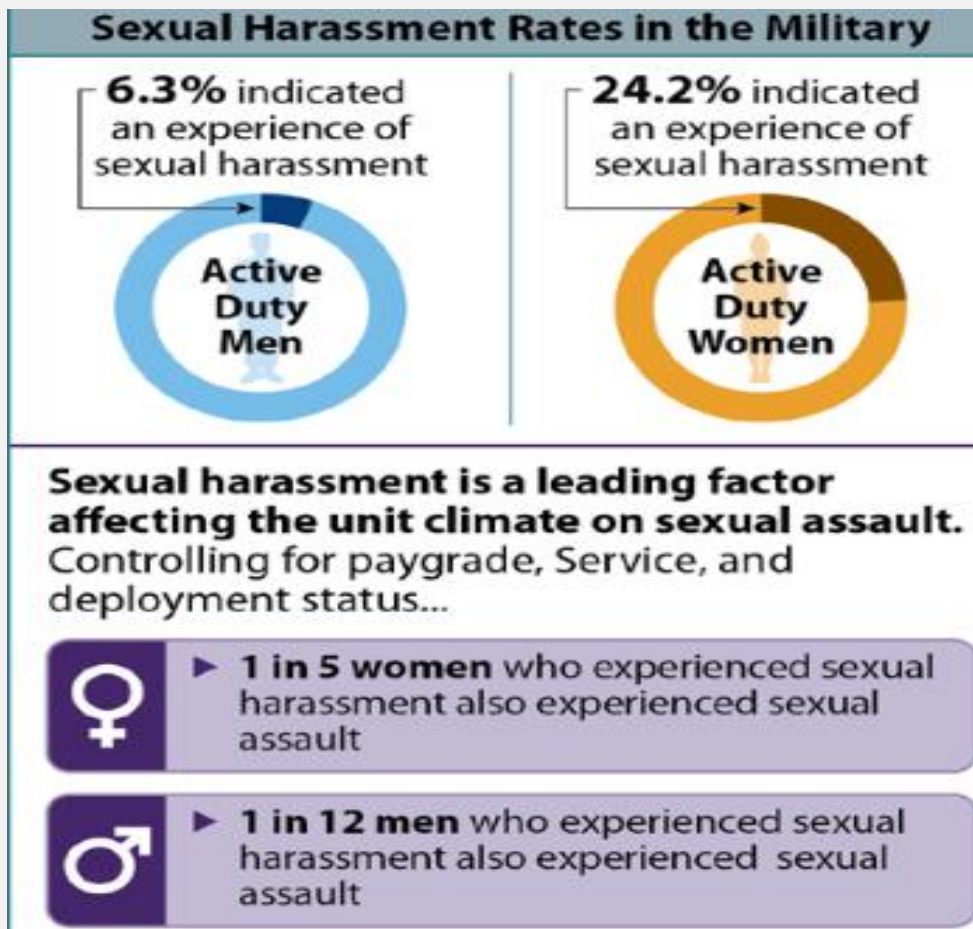 Sexual Harassment Rates in the Military
6.3% indicated
an experience of
sexual harassment
Active
Duty
Men
24.2% indicated
an experience of
sexual harassment
Active
Duty
Women
Sexual harassment is a leading factor
affecting the unit climate on sexual assault.
Controlling for paygrade, Service, and
deployment status...
► 1 in 5 women who experienced sexual
harassment also experienced sexual
assault
► 1 in 12 men who experienced sexual
harassment also experienced sexual
assault